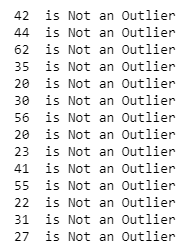 42 is Not an Outlier
44 is Not an Outlier
62 is Not an Outlier
35 is Not an Outlier
20 is Not an Outlier
30 is Not an Outlier
56 is Not an Outlier
20 is Not an Outlier
23 is Not an Outlier
41 is Not an Outlier
55 is Not an Outlier
22 is Not an Outlier
31 is Not an Outlier
27 is Not an Outlier